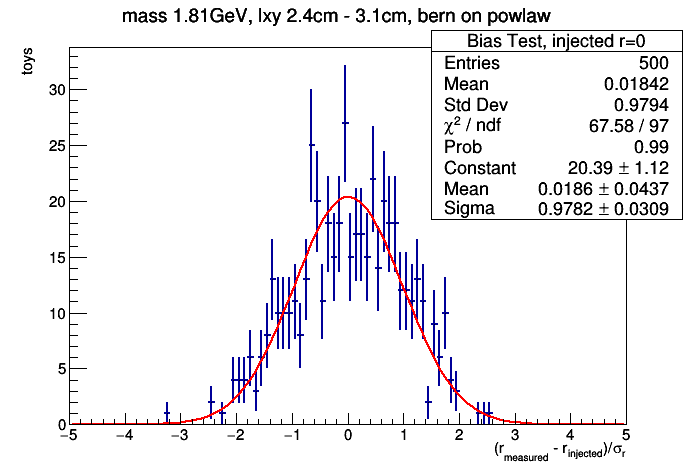 mass 1.81GeV, lxy 2.4cm - 3.1cm, bern on powlaw
Bias Test, injected r=0
Entries 500
Mean 0.01842
Std Dev 0.9794
χ² / ndf 67.58 / 97
Prob 0.99
Constant 20.39 ± 1.12
Mean 0.0186 ± 0.0437
Sigma 0.9782 ± 0.0309
toys
30
25
20
15
10
5
0
−5 −4 −3 −2 −1 0 1 2 3 4 5
(r_measured - r_injected)/σ_r